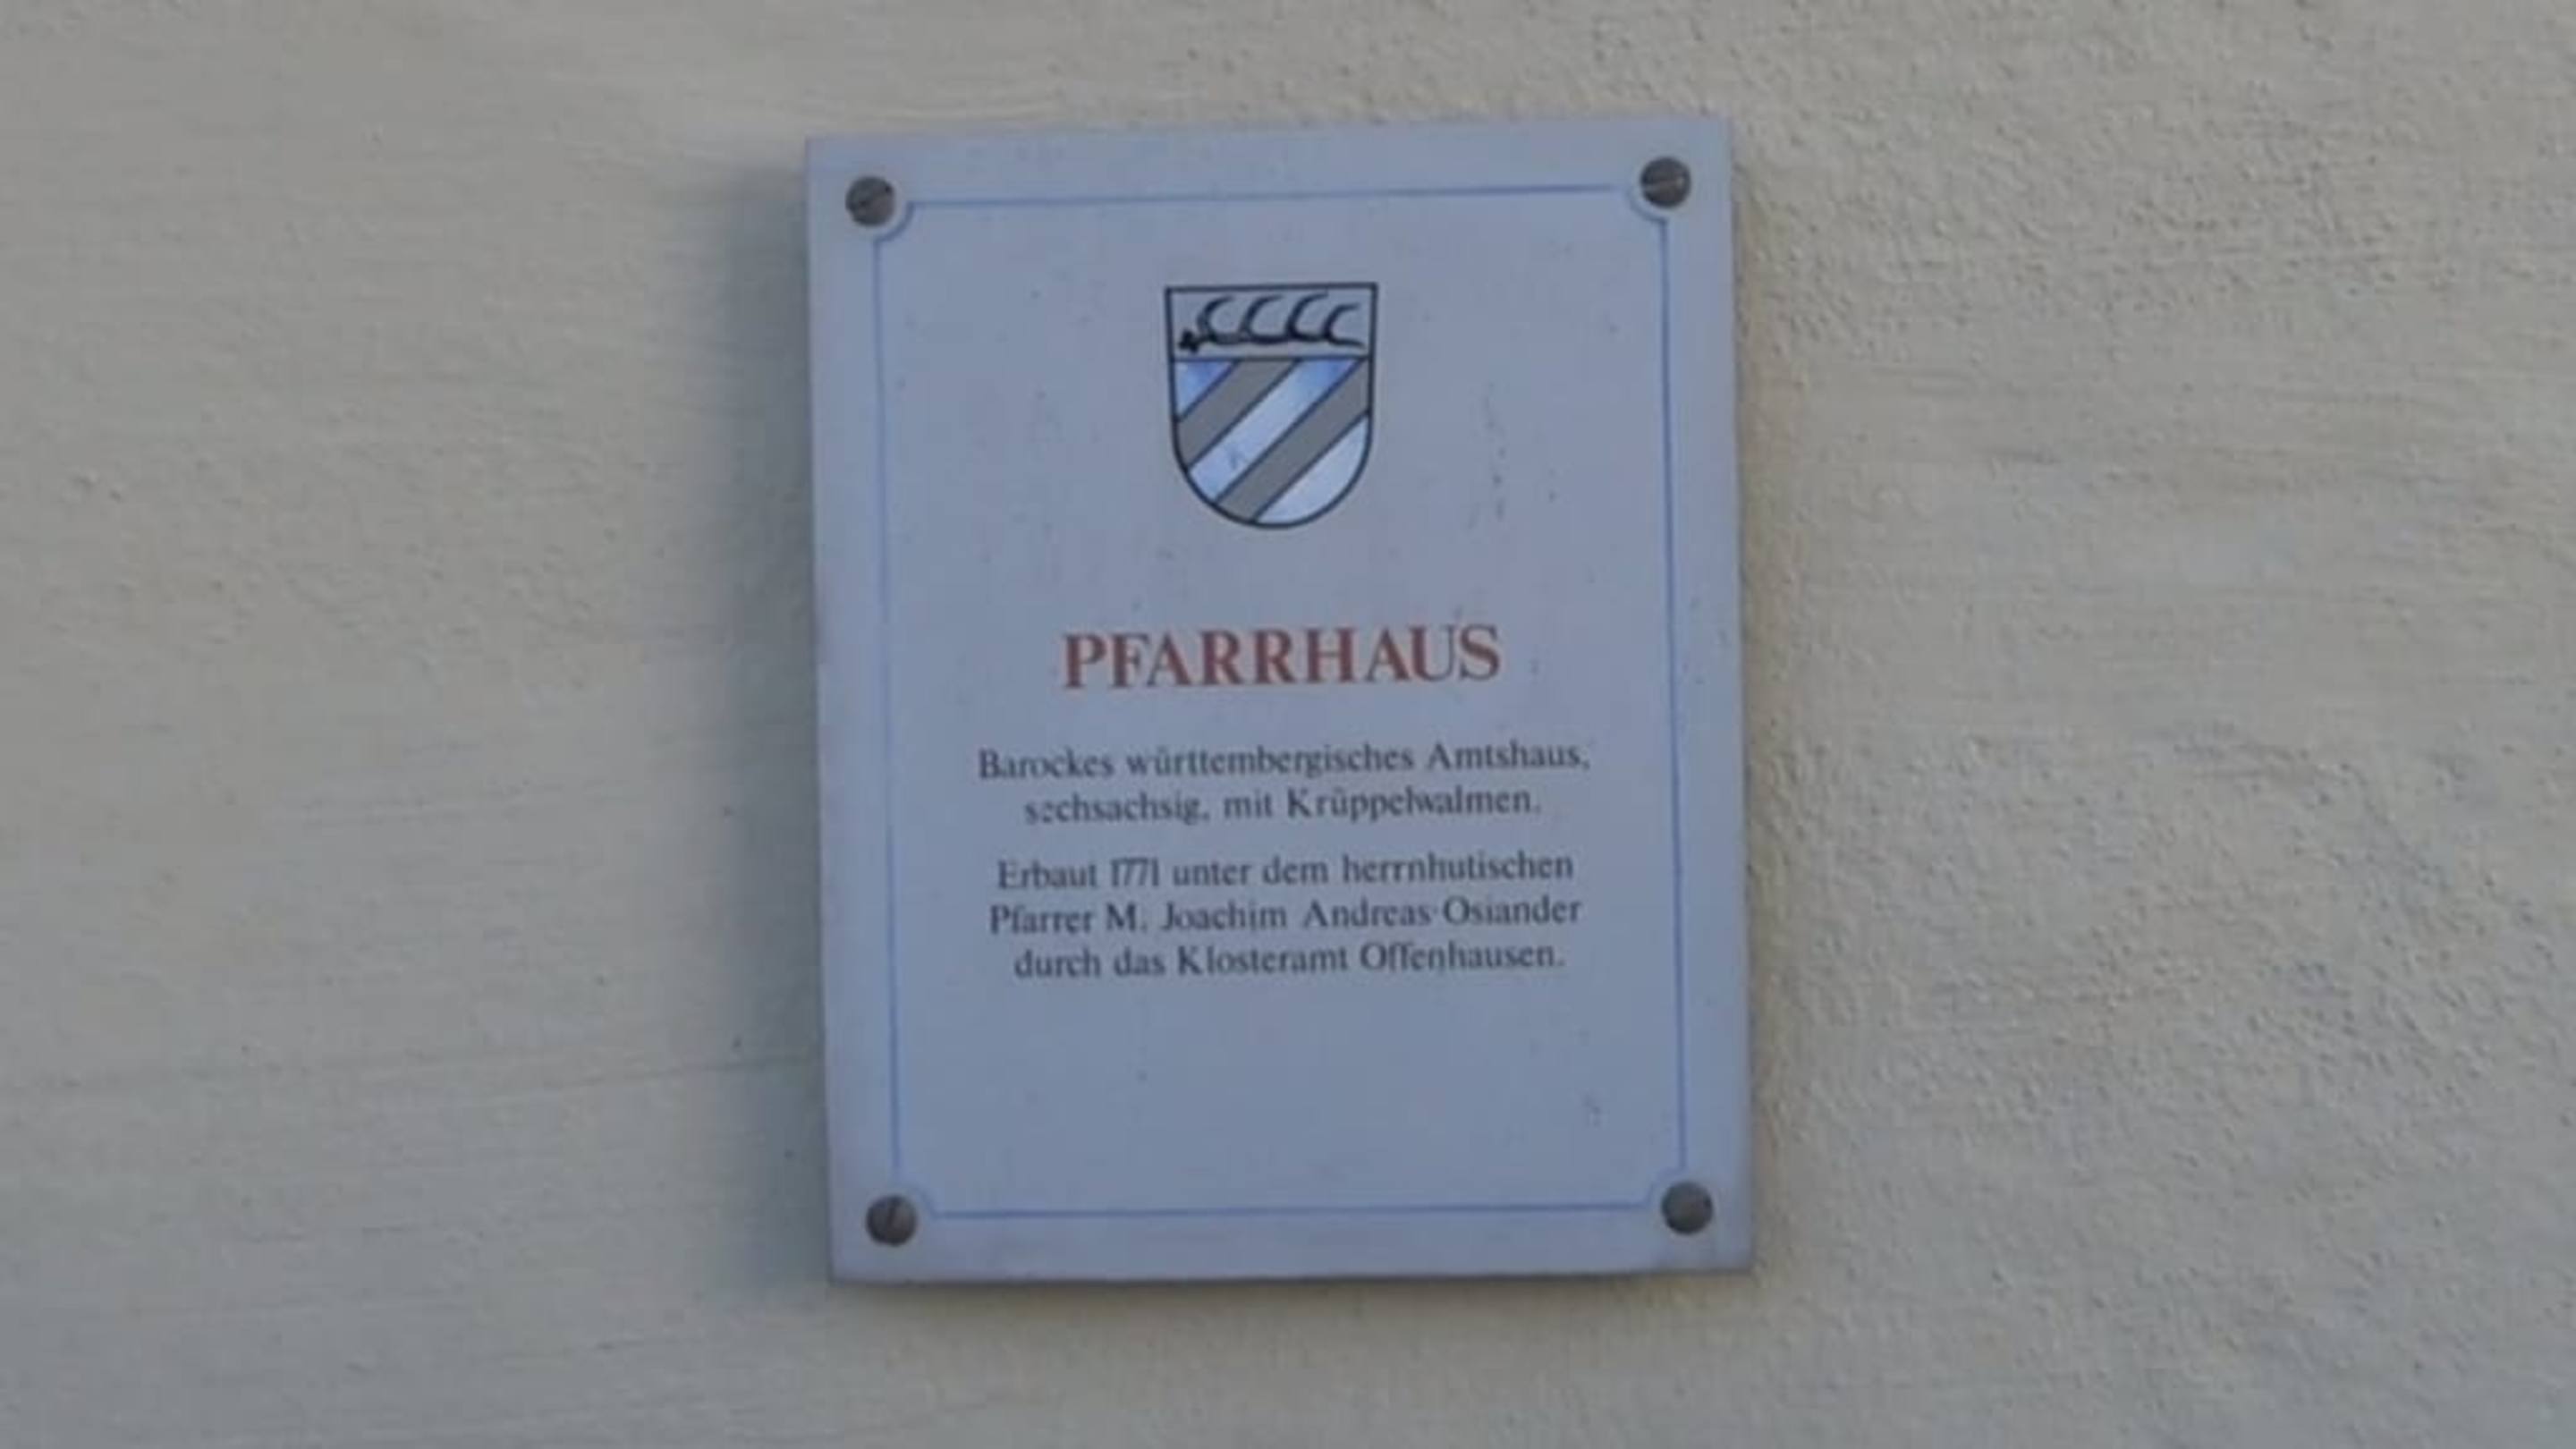 PFARRHAUS
Barockes württembergisches Amtshaus,
sechsachsig, mit Krüppelwalmen.
Erbaut 1771 unter dem herrnhutischen
Pfarrer M. Joachim Andreas Osiander
durch das Klosteramt Offenhausen.